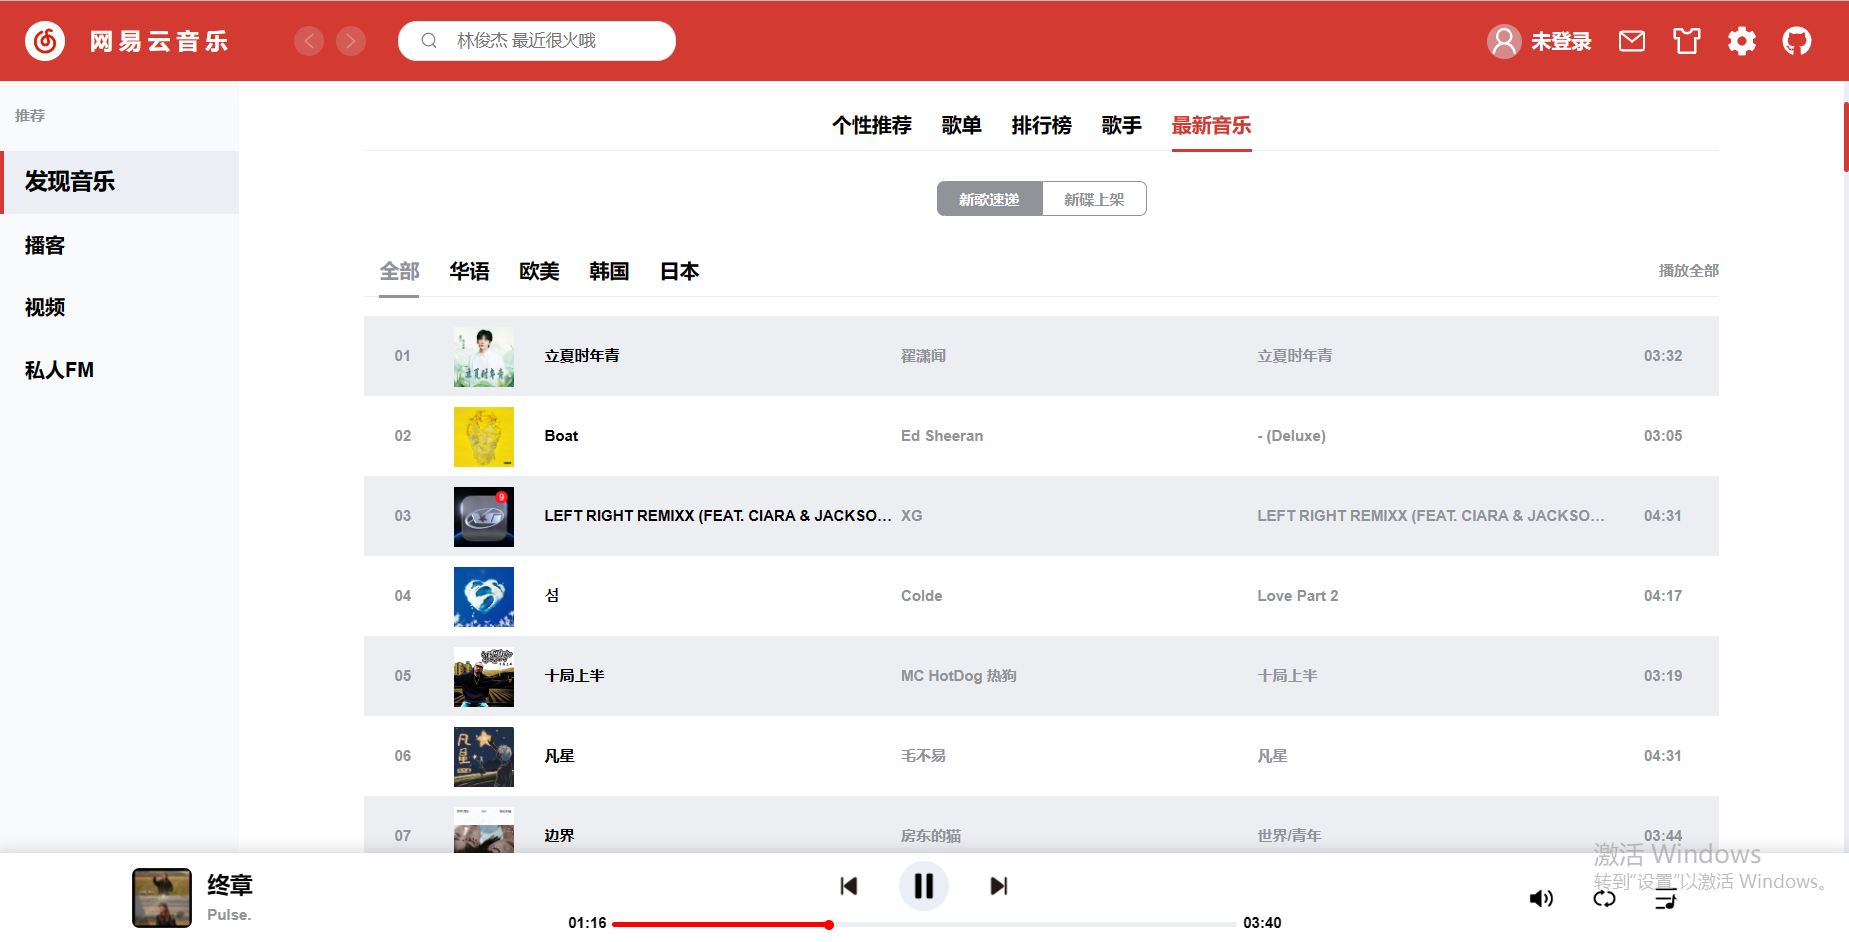 网易云音乐
林俊杰 最近很火哦
未登录
推荐
发现音乐
播客
视频
私人FM
个性推荐 歌单 排行榜 歌手 最新音乐
新歌速递 新碟上架
全部 华语 欧美 韩国 日本 播放全部
01 立夏时年青 翟潇闻 立夏时年青 03:32
02 Boat Ed Sheeran - (Deluxe) 03:05
03 LEFT RIGHT REMIXX (FEAT. CIARA & JACKSO... XG LEFT RIGHT REMIXX (FEAT. CIARA & JACKSO... 04:31
04 섬 Colde Love Part 2 04:17
05 十局上半 MC HotDog 热狗 十局上半 03:19
06 凡星 毛不易 凡星 04:31
07 边界 房东的猫 世界/青年 03:44
激活 Windows
转到“设置”以激活 Windows。
终章
Pulse.
01:16 03:40